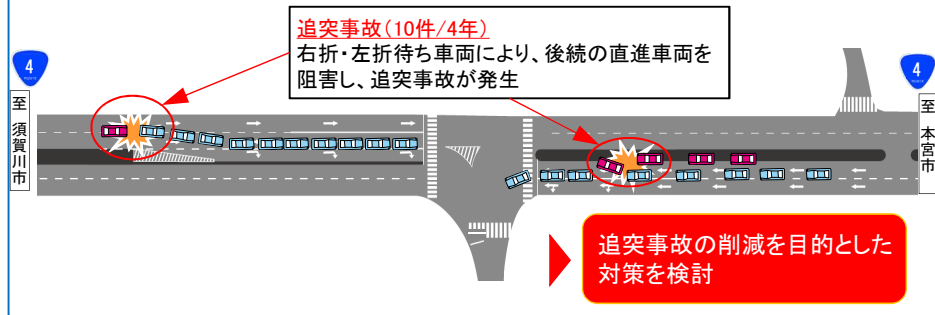 追突事故(10件/4年)
右折・左折待ち車両により、後続の直進車両を
阻害し、追突事故が発生
4
ROUTE
至 須賀川市
4
ROUTE
至 本宮市
追突事故の削減を目的とした
対策を検討